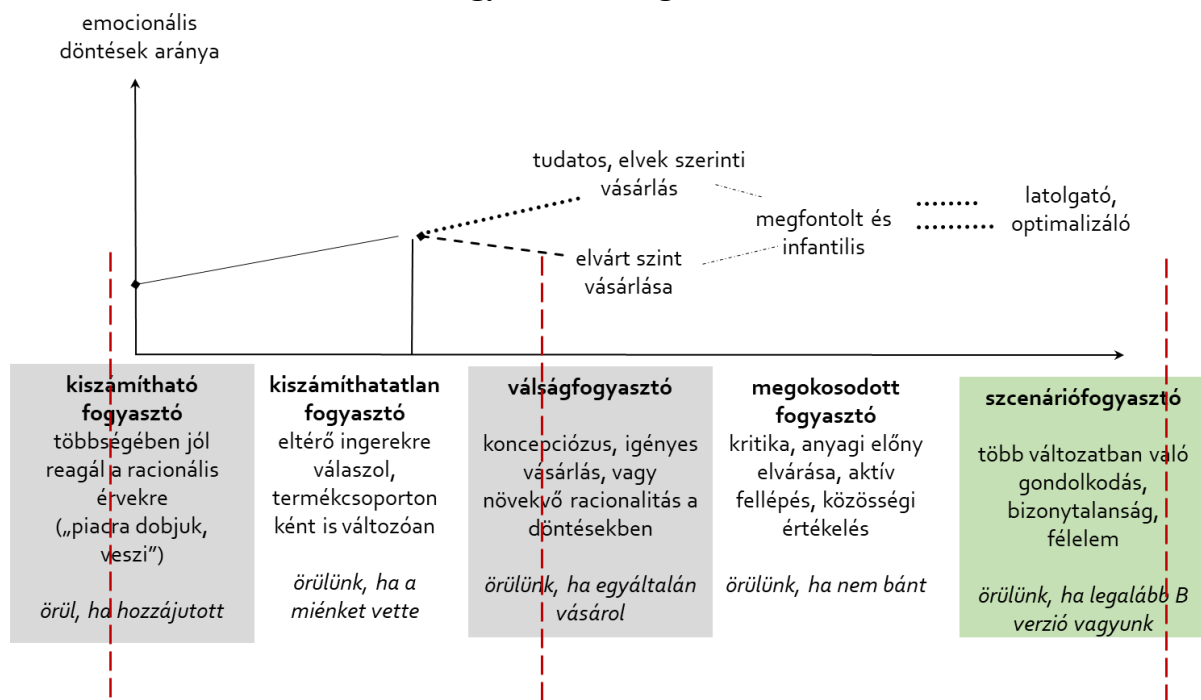 emocionális
döntések aránya
tudatos, elvek szerinti
vásárlás
elvárt szint
vásárlása
megfontolt és
infantilis
latolgató,
optimalizáló
kiszámítható
fogyasztó
többségében jól
reagál a racionális
érvekre
(„piacra dobjuk,
veszi”)
örül, ha hozzájutott
kiszámíthatatlan
fogyasztó
eltérő ingerekre
válaszol,
termékcsoporton
ként is változóan
örülünk, ha a
miénket vette
válságfogyasztó
koncepciózus, igényes
vásárlás, vagy
növekvő racionalitás a
döntésekben
örülünk, ha egyáltalán
vásárol
megokosodott
fogyasztó
kritika, anyagi előny
elvárása, aktív
fellépés, közösségi
értékelés
örülünk, ha nem bánt
szcenáriófogyasztó
több változatban való
gondolkodás,
bizonytalanság,
félelem
örülünk, ha legalább B
verzió vagyunk